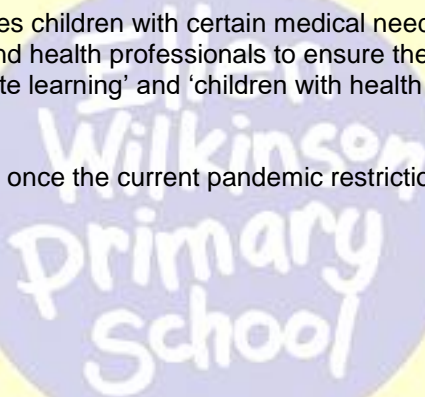 es children with certain medical need
nd health professionals to ensure the
te learning’ and ‘children with health
once the current pandemic restrictio
Ellen
Wilkinson
Primary
School